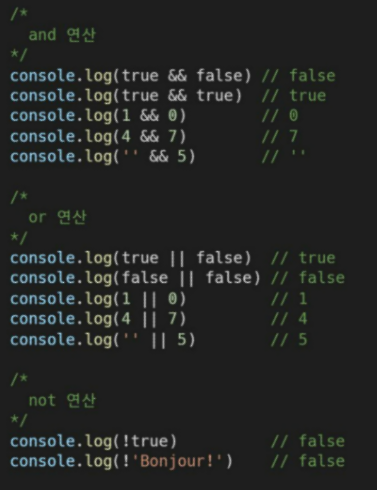 /*
  and 연산
*/
console.log(true && false) // false
console.log(true && true)  // true
console.log(1 && 0)        // 0
console.log(4 && 7)        // 7
console.log('' && 5)       // ''
/*
  or 연산
*/
console.log(true || false)  // true
console.log(false || false) // false
console.log(1 || 0)         // 1
console.log(4 || 7)         // 4
console.log('' || 5)        // 5
/*
  not 연산
*/
console.log(!true)          // false
console.log(!'Bonjour!')    // false